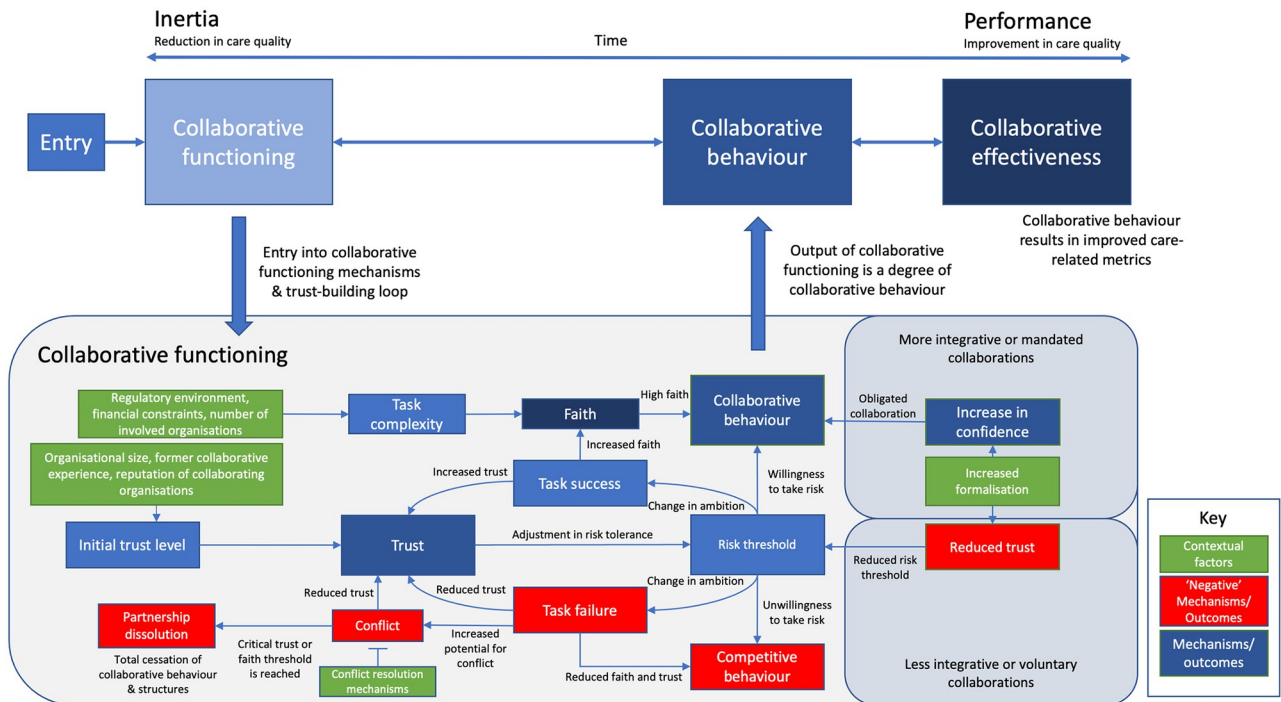 Inertia
Reduction in care quality
Time
Performance
Improvement in care quality
Entry
Collaborative
functioning
Collaborative
behaviour
Collaborative
effectiveness
Entry into collaborative
functioning mechanisms
& trust-building loop
Output of collaborative
functioning is a degree of
collaborative behaviour
Collaborative behaviour
results in improved care-
related metrics
Collaborative functioning
More integrative or mandated
collaborations
Regulatory environment,
financial constraints, number of
involved organisations
Task
complexity
Faith
High faith
Collaborative
behaviour
Obligated
collaboration
Increase in
confidence
Increased faith
Organisational size, former collaborative
experience, reputation of collaborating
organisations
Increased trust
Task success
Willingness
to take risk
Increased
formalisation
Change in ambition
Initial trust level
Trust
Adjustment in risk tolerance
Risk threshold
Reduced trust
Reduced risk
threshold
Change in ambition
Reduced trust
Reduced trust
Task failure
Unwillingness
to take risk
Partnership
dissolution
Conflict
Increased
potential for
conflict
Critical trust or
faith threshold
is reached
Total cessation of
collaborative behaviour
& structures
Conflict resolution
mechanisms
Reduced faith and trust
Competitive
behaviour
Less integrative or voluntary
collaborations
Key
Contextual
factors
‘Negative’
Mechanisms/
Outcomes
Mechanisms/
outcomes